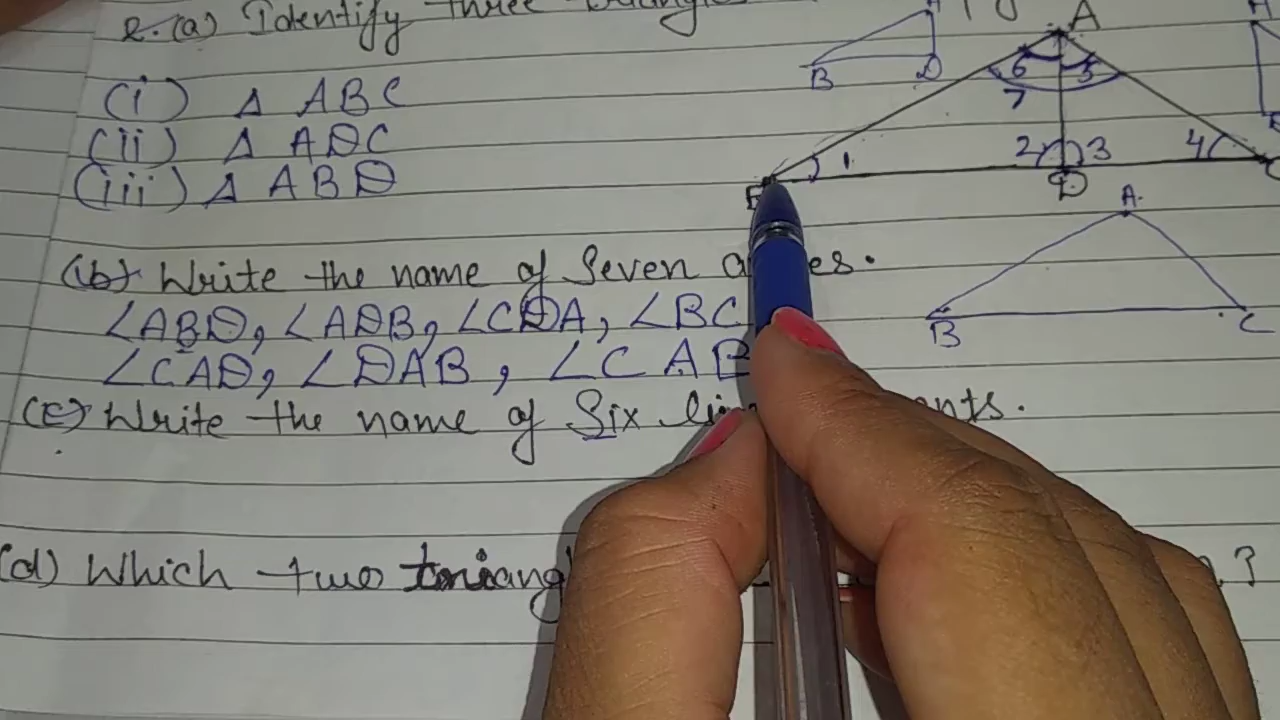 2. (a) Identify three
(i) Δ ABC
(ii) Δ ADC
(iii) Δ ABD
A
B D
A
6 5
7
2 3 4
1
D
A
B C
(b) Write the name of Seven
∠ABD, ∠ADB, ∠CDA, ∠BC
∠CAD, ∠DAB, ∠CAB
(c) Write the name of Six
(d) Which two
?